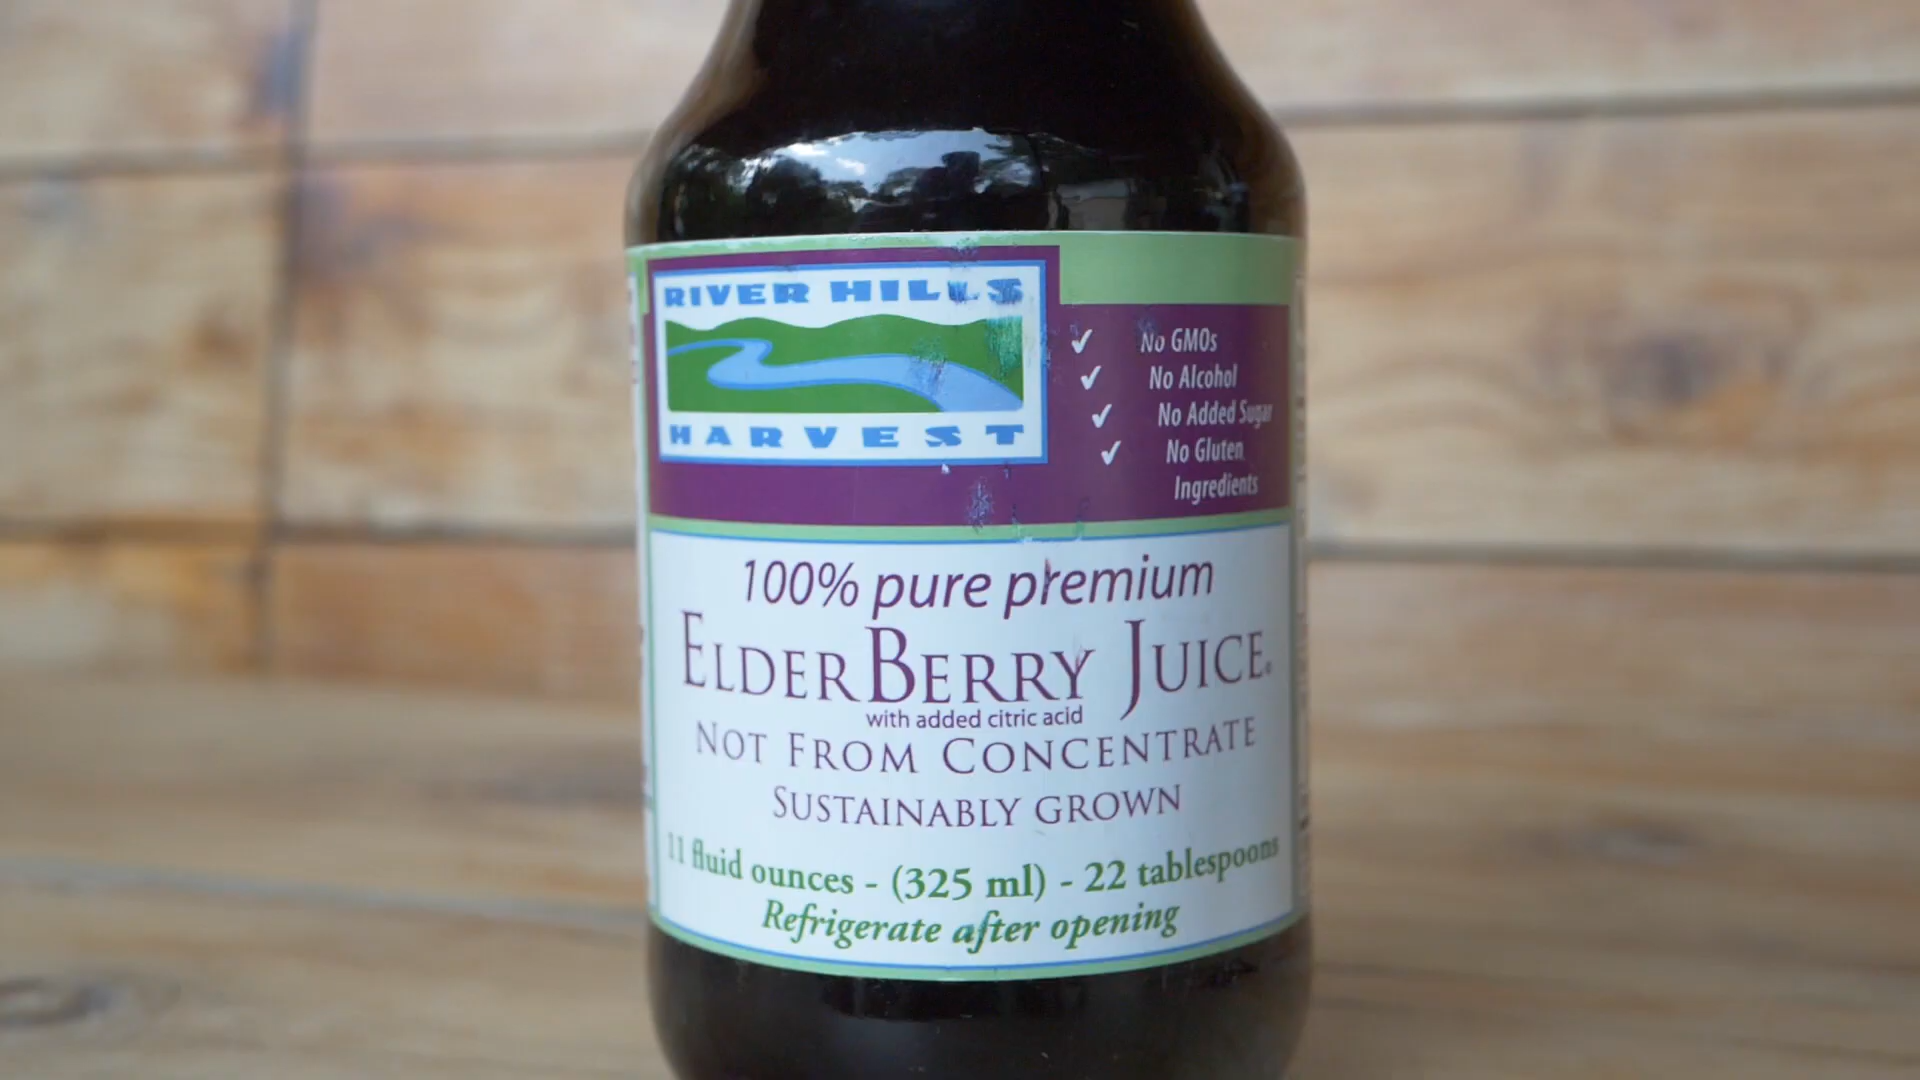 RIVER HILLS
HARVEST
✓ No GMOs
✓ No Alcohol
✓ No Added Sugar
✓ No Gluten
Ingredients
100% pure premium
ELDERBERRY JUICE®
with added citric acid
NOT FROM CONCENTRATE
SUSTAINABLY GROWN
11 fluid ounces - (325 ml) - 22 tablespoons
Refrigerate after opening